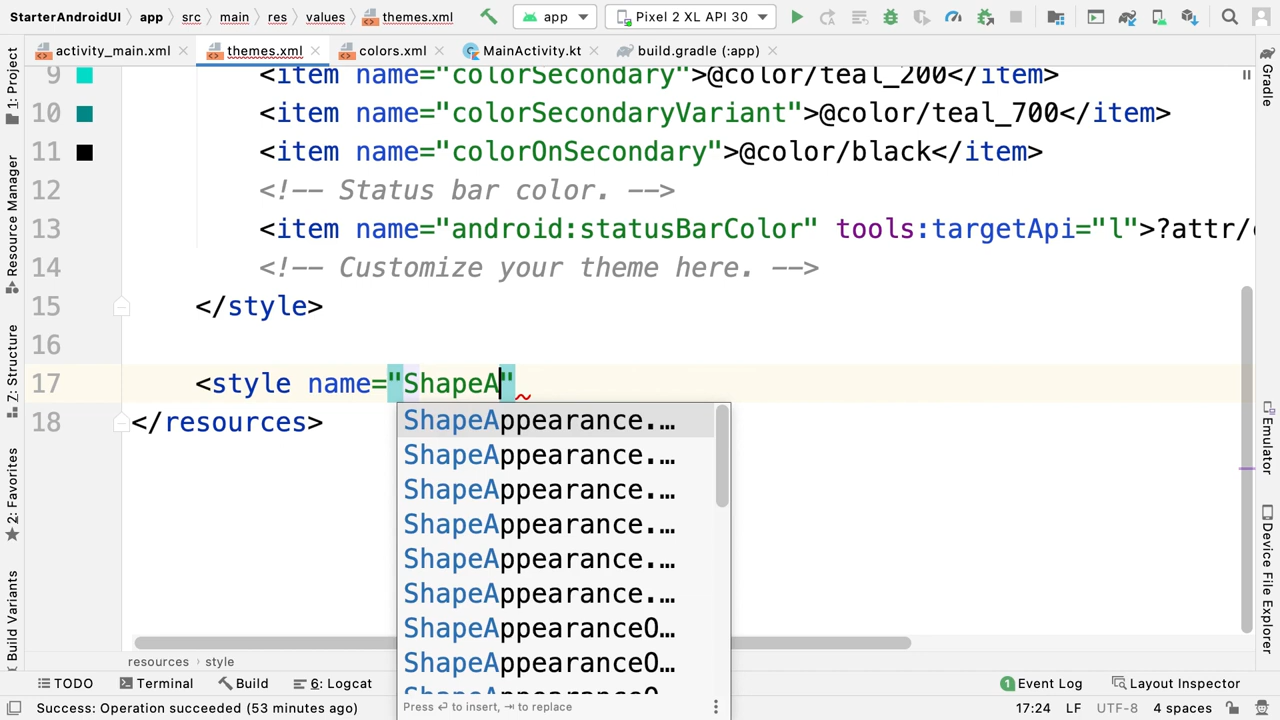 StarterAndroidUI app src main res values themes.xml app Pixel 2 XL API 30
activity_main.xml themes.xml colors.xml MainActivity.kt build.gradle (:app)
1: Project
Resource Manager
Z: Structure
2: Favorites
Build Variants
9 <item name="colorSecondary">@color/teal_200</item>
10 <item name="colorSecondaryVariant">@color/teal_700</item>
11 <item name="colorOnSecondary">@color/black</item>
12 <!-- Status bar color. -->
13 <item name="android:statusBarColor" tools:targetApi="l">?attr/
14 <!-- Customize your theme here. -->
15 </style>
16
17 <style name="ShapeA"
18 </resources>
ShapeAppearance.…
ShapeAppearance.…
ShapeAppearance.…
ShapeAppearance.…
ShapeAppearance.…
ShapeAppearance.…
ShapeAppearanceO…
ShapeAppearanceO…
ShapeAppearanceO…
Press ↩ to insert, ⇥ to replace
Gradle
Emulator
Device File Explorer
resources style
TODO Terminal Build 6: Logcat 1 Event Log Layout Inspector
Success: Operation succeeded (53 minutes ago) 17:24 LF UTF-8 4 spaces